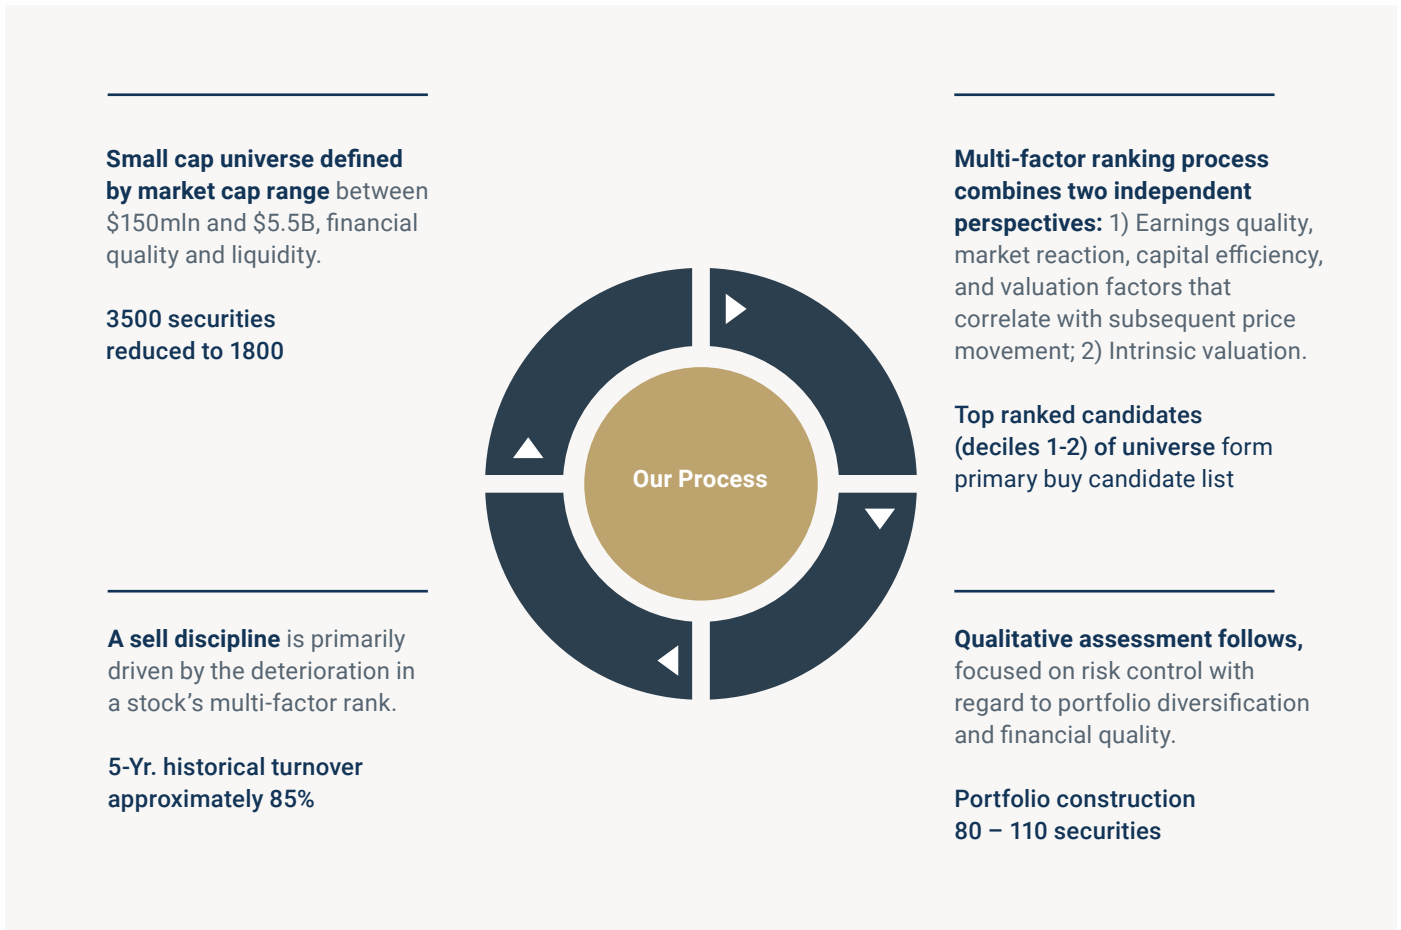 Small cap universe defined
by market cap range between
$150mln and $5.5B, financial
quality and liquidity.
3500 securities
reduced to 1800
Multi-factor ranking process
combines two independent
perspectives: 1) Earnings quality,
market reaction, capital efficiency,
and valuation factors that
correlate with subsequent price
movement; 2) Intrinsic valuation.
Top ranked candidates
(deciles 1-2) of universe form
primary buy candidate list
Our Process
A sell discipline is primarily
driven by the deterioration in
a stock’s multi-factor rank.
5-Yr. historical turnover
approximately 85%
Qualitative assessment follows,
focused on risk control with
regard to portfolio diversification
and financial quality.
Portfolio construction
80 – 110 securities